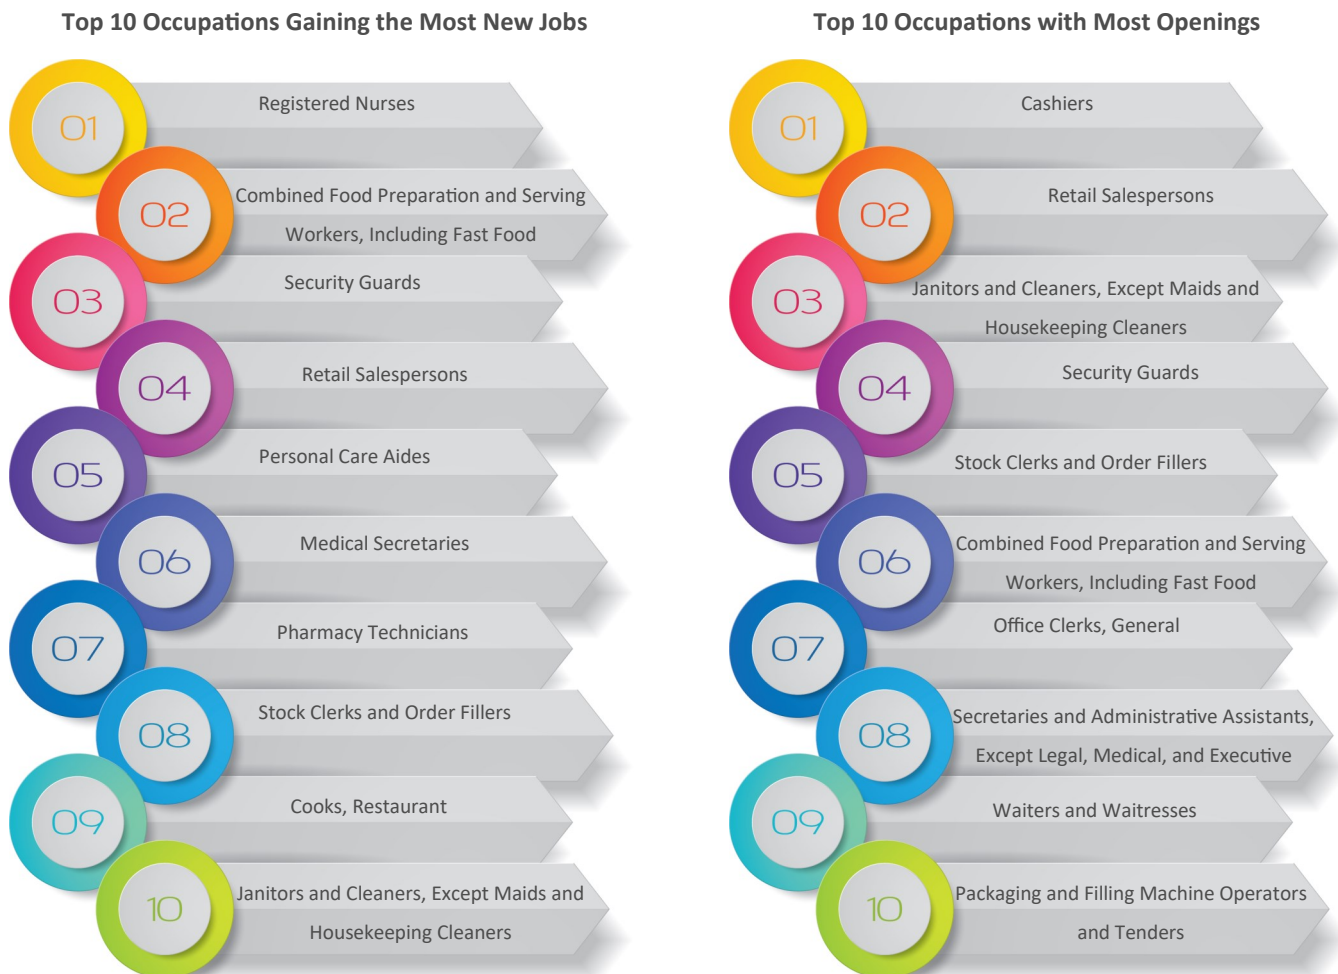 Top 10 Occupations Gaining the Most New Jobs
01
Registered Nurses
02
Combined Food Preparation and Serving
Workers, Including Fast Food
03
Security Guards
04
Retail Salespersons
05
Personal Care Aides
06
Medical Secretaries
07
Pharmacy Technicians
08
Stock Clerks and Order Fillers
09
Cooks, Restaurant
10
Janitors and Cleaners, Except Maids and
Housekeeping Cleaners
Top 10 Occupations with Most Openings
01
Cashiers
02
Retail Salespersons
03
Janitors and Cleaners, Except Maids and
Housekeeping Cleaners
04
Security Guards
05
Stock Clerks and Order Fillers
06
Combined Food Preparation and Serving
Workers, Including Fast Food
07
Office Clerks, General
08
Secretaries and Administrative Assistants,
Except Legal, Medical, and Executive
09
Waiters and Waitresses
10
Packaging and Filling Machine Operators
and Tenders